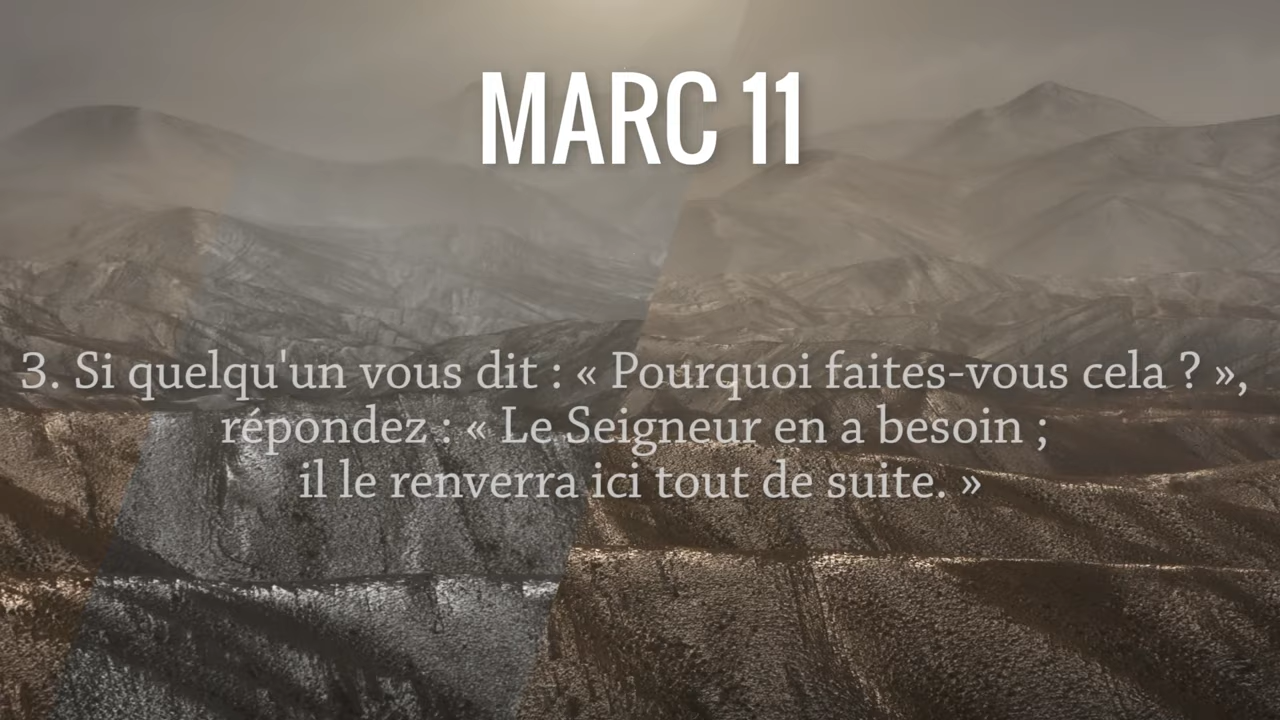 MARC 11
3. Si quelqu'un vous dit : « Pourquoi faites-vous cela ? »,
répondez : « Le Seigneur en a besoin ;
il le renverra ici tout de suite. »